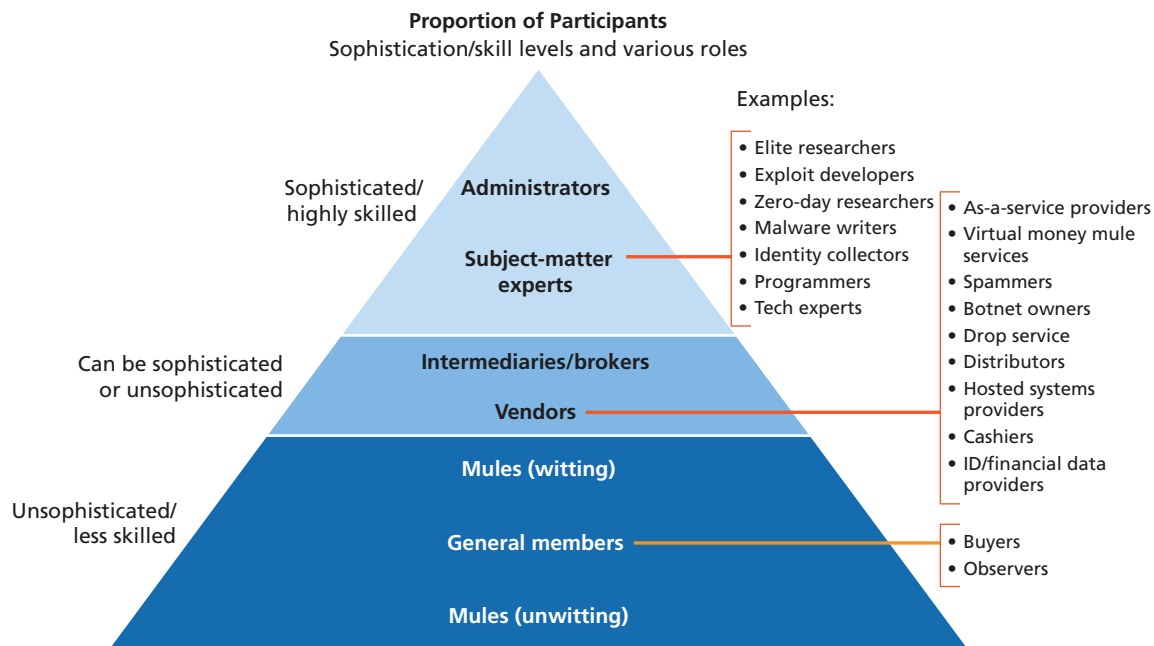 Proportion of Participants
Sophistication/skill levels and various roles
Examples:
• Elite researchers
• Exploit developers
• Zero-day researchers
• Malware writers
• Identity collectors
• Programmers
• Tech experts
Sophisticated/
highly skilled
Administrators
Subject-matter
experts
• As-a-service providers
• Virtual money mule
services
• Spammers
• Botnet owners
• Drop service
• Distributors
• Hosted systems
providers
• Cashiers
• ID/financial data
providers
Can be sophisticated
or unsophisticated
Intermediaries/brokers
Vendors
Unsophisticated/
less skilled
Mules (witting)
General members
• Buyers
• Observers
Mules (unwitting)